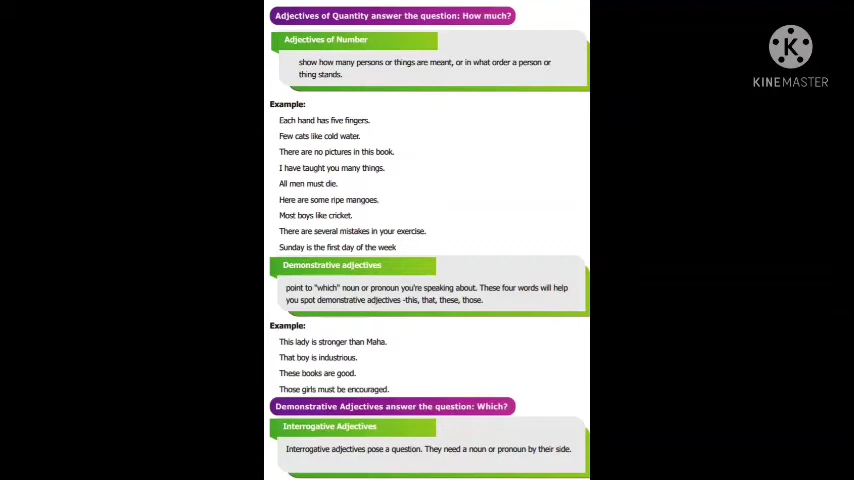 Adjectives of Quantity answer the question: How much?
Adjectives of Number
show how many persons or things are meant, or in what order a person or
thing stands.
Example:
Each hand has five fingers.
Few cats like cold water.
There are no pictures in this book.
I have taught you many things.
All men must die.
Here are some ripe mangoes.
Most boys like cricket.
There are several mistakes in your exercise.
Sunday is the first day of the week
Demonstrative adjectives
point to "which" noun or pronoun you're speaking about. These four words will help
you spot demonstrative adjectives -this, that, these, those.
Example:
This lady is stronger than Maha.
That boy is industrious.
These books are good.
Those girls must be encouraged.
Demonstrative Adjectives answer the question: Which?
Interrogative Adjectives
Interrogative adjectives pose a question. They need a noun or pronoun by their side.
K
KINEMASTER